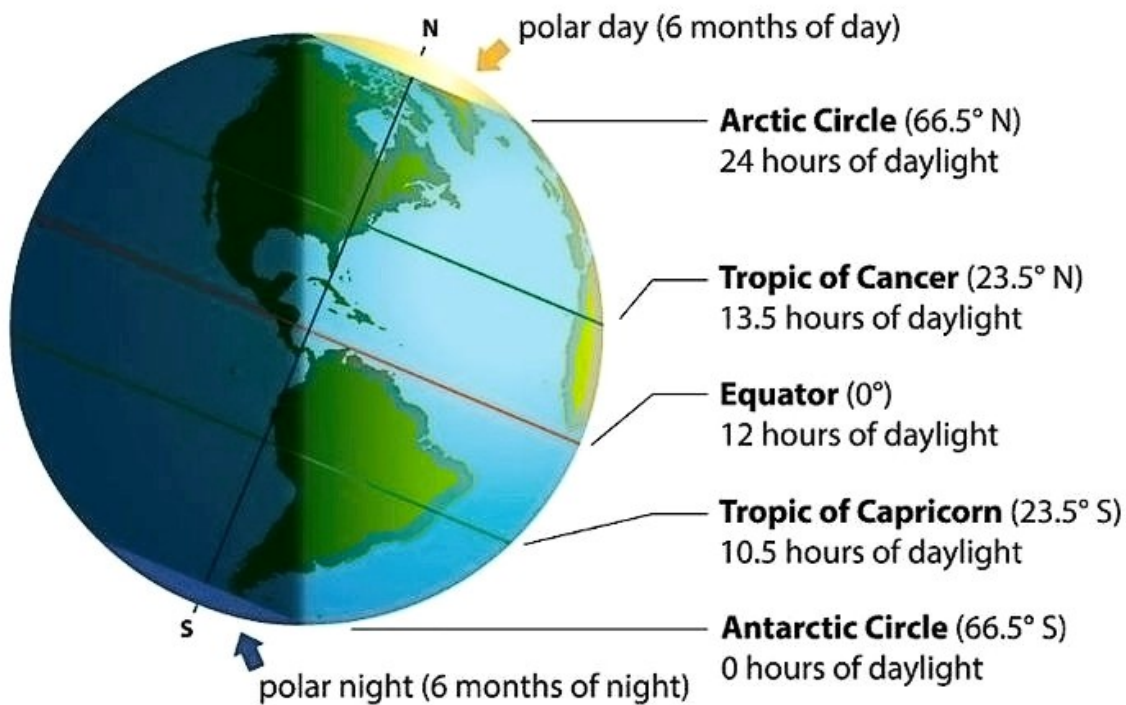 N
polar day (6 months of day)
Arctic Circle (66.5° N)
24 hours of daylight
Tropic of Cancer (23.5° N)
13.5 hours of daylight
Equator (0°)
12 hours of daylight
Tropic of Capricorn (23.5° S)
10.5 hours of daylight
S
Antarctic Circle (66.5° S)
0 hours of daylight
polar night (6 months of night)